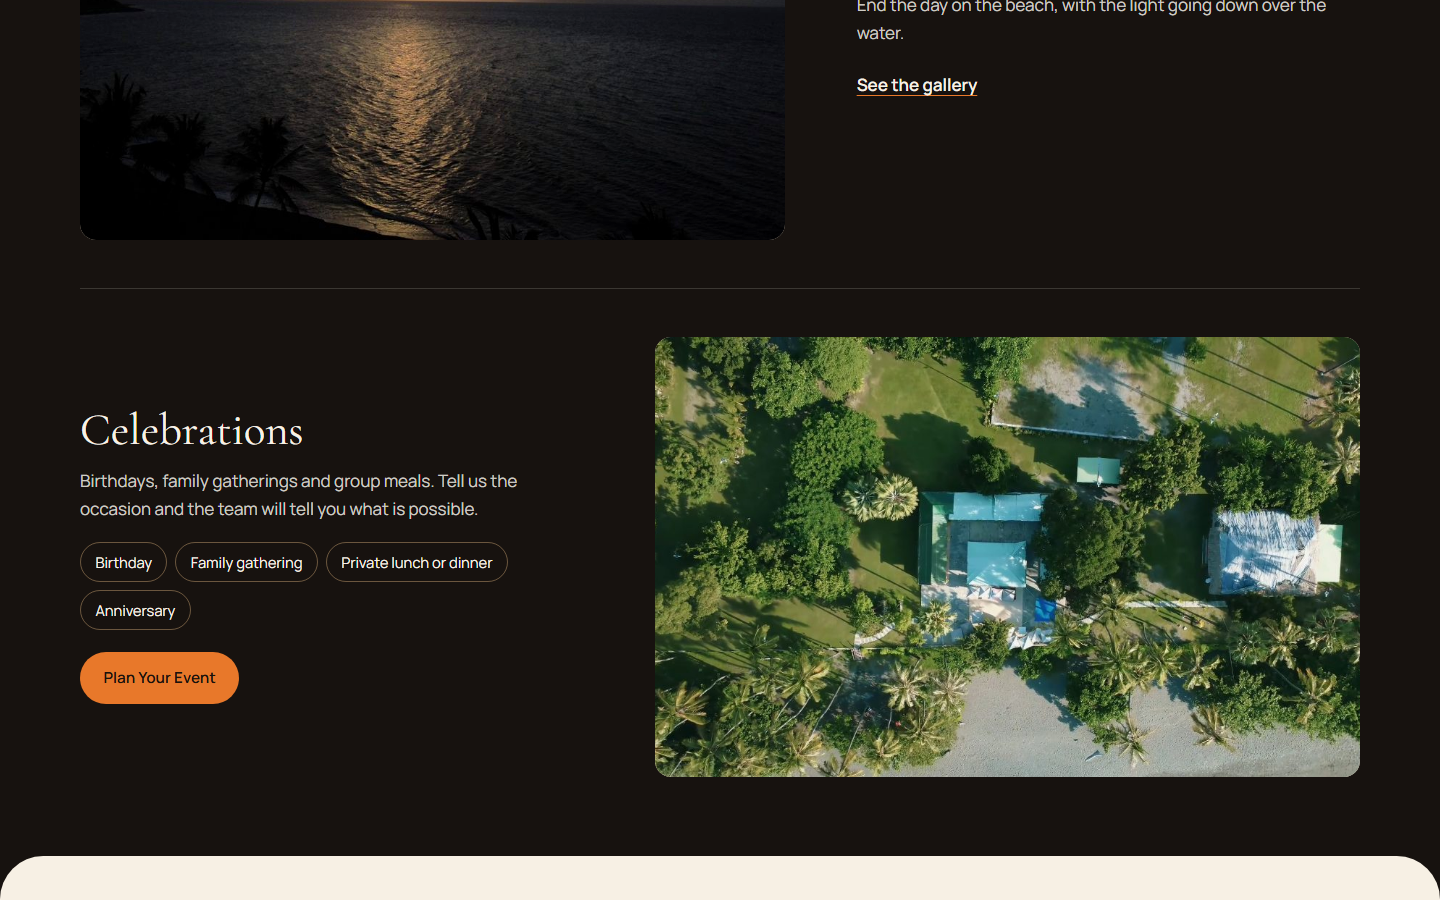 End the day on the beach, with the light going down over the
water.
See the gallery
Celebrations
Birthdays, family gatherings and group meals. Tell us the
occasion and the team will tell you what is possible.
Birthday
Family gathering
Private lunch or dinner
Anniversary
Plan Your Event